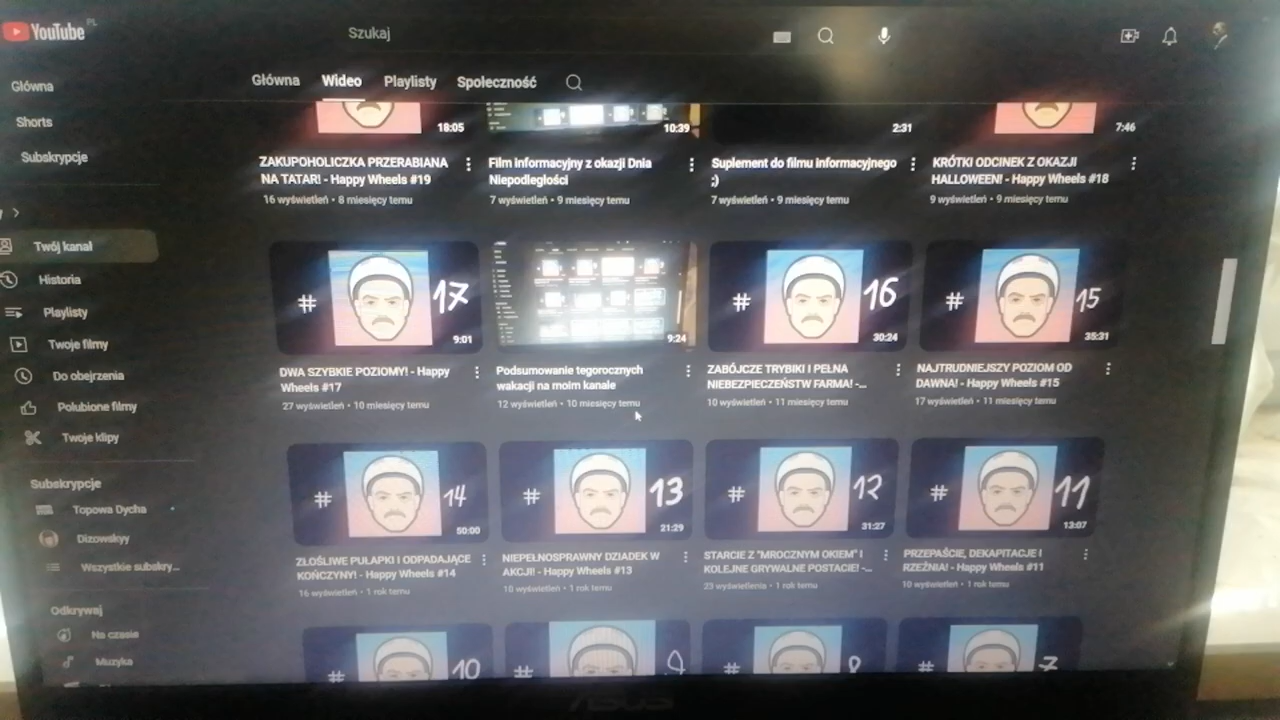 YouTube PL
Szukaj
Główna
Shorts
Subskrypcje
Twój kanał
Historia
Playlisty
Twoje filmy
Do obejrzenia
Polubione filmy
Twoje klipy
Subskrypcje
Topowa Dycha
Dizowskyy
Wszystkie subskry...
Odkrywaj
Na czasie
Muzyka
Główna Wideo Playlisty Społeczność
18:05
ZAKUPOHOLICZKA PRZERABIANA
NA TATAR! - Happy Wheels #19
16 wyświetleń • 8 miesięcy temu
10:39
Film informacyjny z okazji Dnia
Niepodległości
7 wyświetleń • 9 miesięcy temu
2:31
Suplement do filmu informacyjnego
;)
7 wyświetleń • 9 miesięcy temu
7:46
KRÓTKI ODCINEK Z OKAZJI
HALLOWEEN! - Happy Wheels #18
9 wyświetleń • 9 miesięcy temu
# 17
9:01
DWA SZYBKIE POZIOMY! - Happy
Wheels #17
27 wyświetleń • 10 miesięcy temu
9:24
Podsumowanie tegorocznych
wakacji na moim kanale
12 wyświetleń • 10 miesięcy temu
# 16
30:24
ZABÓJCZE TRYBIKI I PEŁNA
NIEBEZPIECZEŃSTW FARMA! -...
10 wyświetleń • 11 miesięcy temu
# 15
35:31
NAJTRUDNIEJSZY POZIOM OD
DAWNA! - Happy Wheels #15
17 wyświetleń • 11 miesięcy temu
# 14
50:00
ZŁOŚLIWE PUŁAPKI I ODPADAJĄCE
KOŃCZYNY! - Happy Wheels #14
16 wyświetleń • 1 rok temu
# 13
21:29
NIEPEŁNOSPRAWNY DZIADEK W
AKCJI! - Happy Wheels #13
10 wyświetleń • 1 rok temu
# 12
31:27
STARCIE Z "MROCZNYM OKIEM" I
KOLEJNE GRYWALNE POSTACIE! -...
23 wyświetlenia • 1 rok temu
# 11
13:07
PRZEPAŚCIE, DEKAPITACJE I
RZEŹNIA! - Happy Wheels #11
10 wyświetleń • 1 rok temu
# 10
# 9
# 8
# 7
ASUS